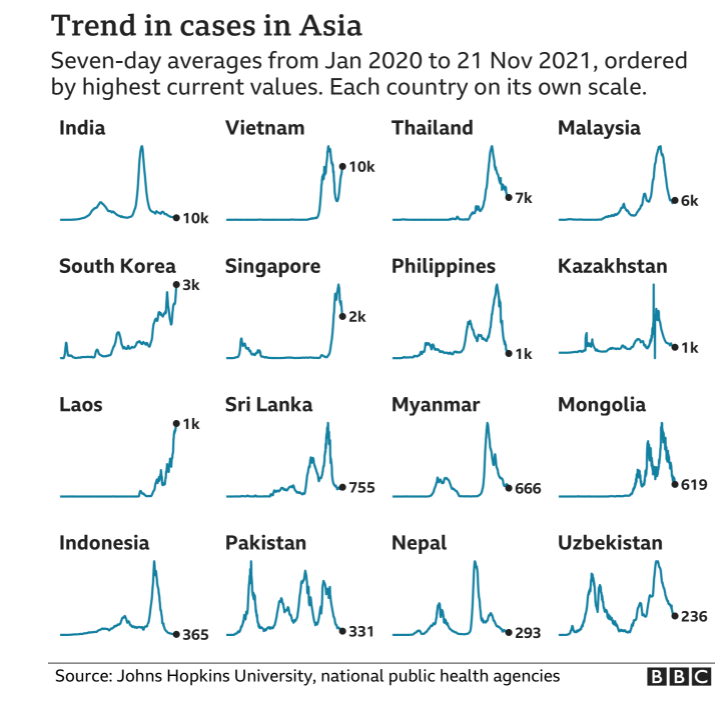 Trend in cases in Asia
Seven-day averages from Jan 2020 to 21 Nov 2021, ordered
by highest current values. Each country on its own scale.
India Vietnam Thailand Malaysia
10k 10k 7k 6k
South Korea Singapore Philippines Kazakhstan
3k 2k 1k 1k
Laos Sri Lanka Myanmar Mongolia
1k 755 666 619
Indonesia Pakistan Nepal Uzbekistan
365 331 293 236
Source: Johns Hopkins University, national public health agencies BBC